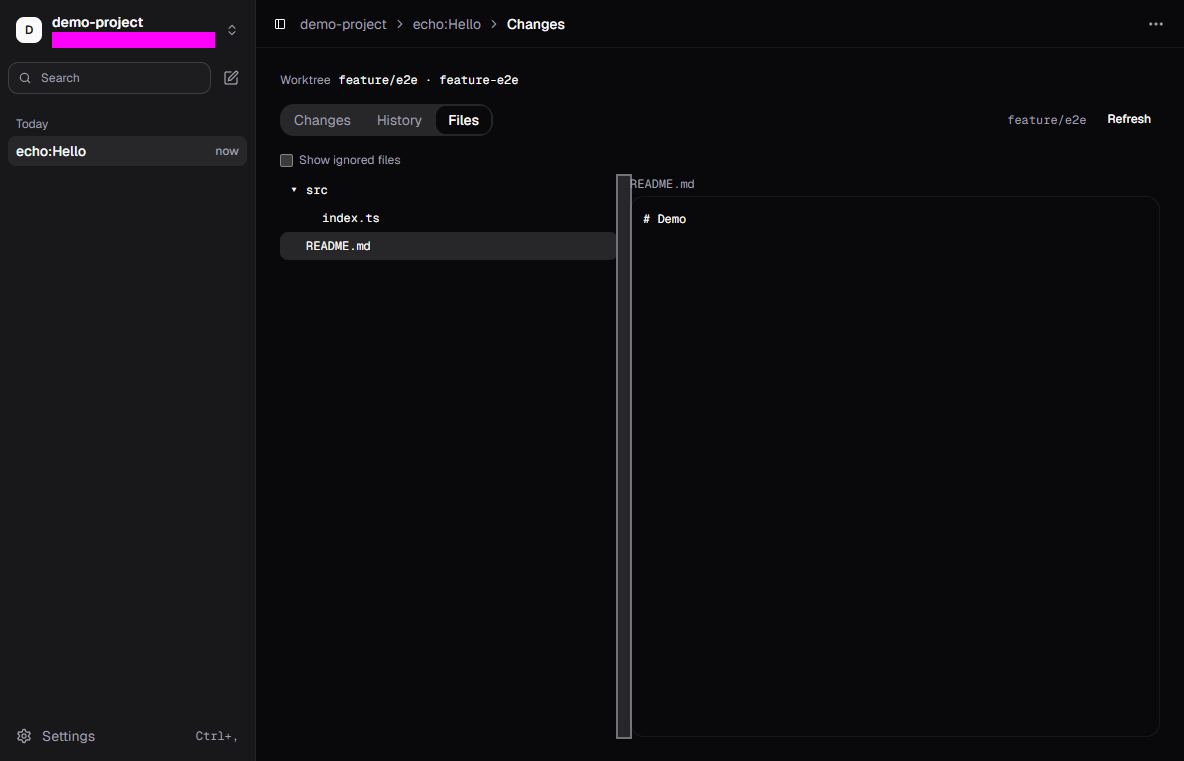 D
demo-project
Search
Today
echo:Hello now
Settings Ctrl+,
demo-project > echo:Hello > Changes
Worktree feature/e2e · feature-e2e
Changes History Files
feature/e2e Refresh
Show ignored files
src
index.ts
README.md
README.md
# Demo